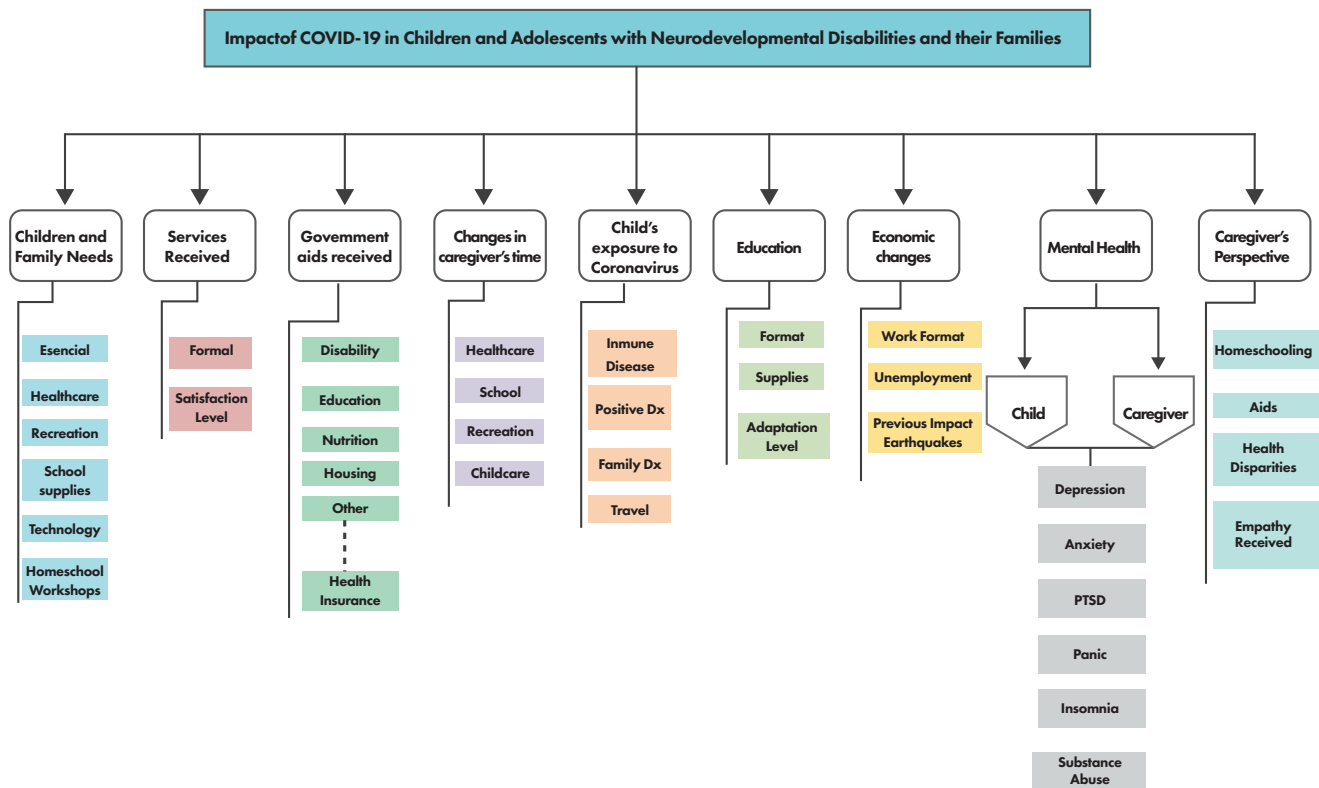 Impactof COVID-19 in Children and Adolescents with Neurodevelopmental Disabilities and their Families
Children and
Family Needs
Esencial
Healthcare
Recreation
School
supplies
Technology
Homeschool
Workshops
Services
Received
Formal
Satisfaction
Level
Government
aids received
Disability
Education
Nutrition
Housing
Other
Health
Insurance
Changes in
caregiver's time
Healthcare
School
Recreation
Childcare
Child's
exposure to
Coronavirus
Inmune
Disease
Positive Dx
Family Dx
Travel
Education
Format
Supplies
Adaptation
Level
Economic
changes
Work Format
Unemployment
Previous Impact
Earthquakes
Mental Health
Child
Caregiver
Depression
Anxiety
PTSD
Panic
Insomnia
Substance
Abuse
Caregiver's
Perspective
Homeschooling
Aids
Health
Disparities
Empathy
Received